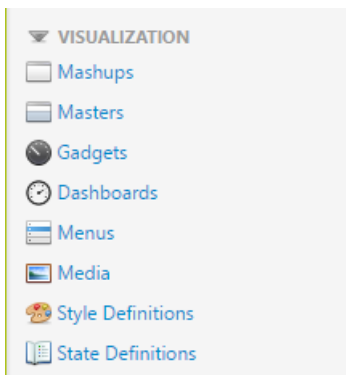 VISUALIZATION
Mashups
Masters
Gadgets
Dashboards
Menus
Media
Style Definitions
State Definitions